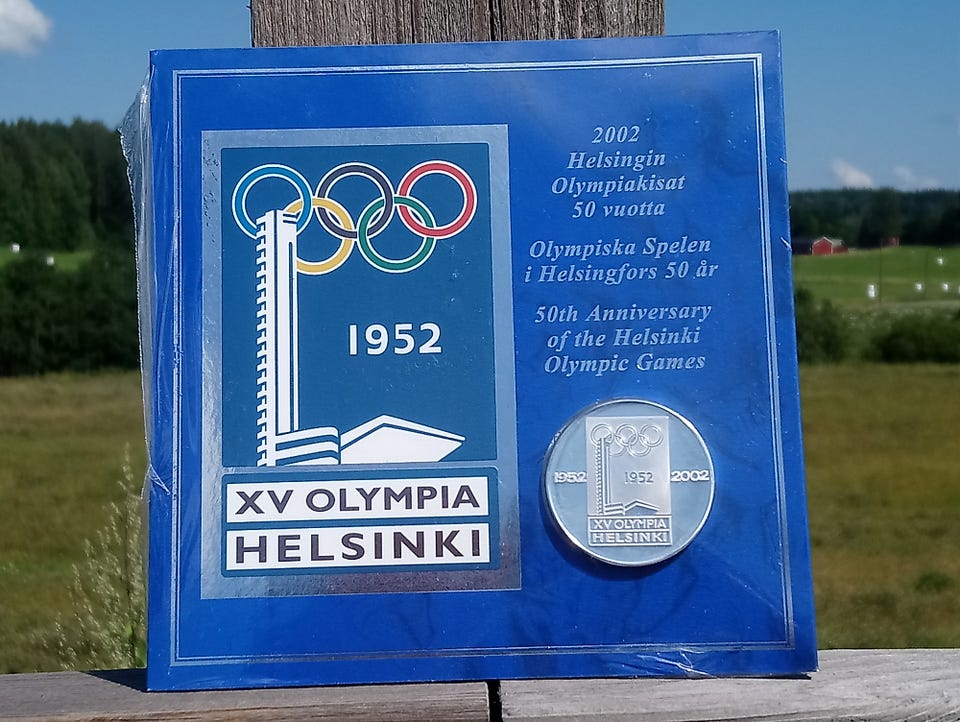 1952
XV OLYMPIA
HELSINKI
2002
Helsingin
Olympiakisat
50 vuotta
Olympiska Spelen
i Helsingfors 50 år
50th Anniversary
of the Helsinki
Olympic Games
1952 1952 2002
XV OLYMPIA
HELSINKI